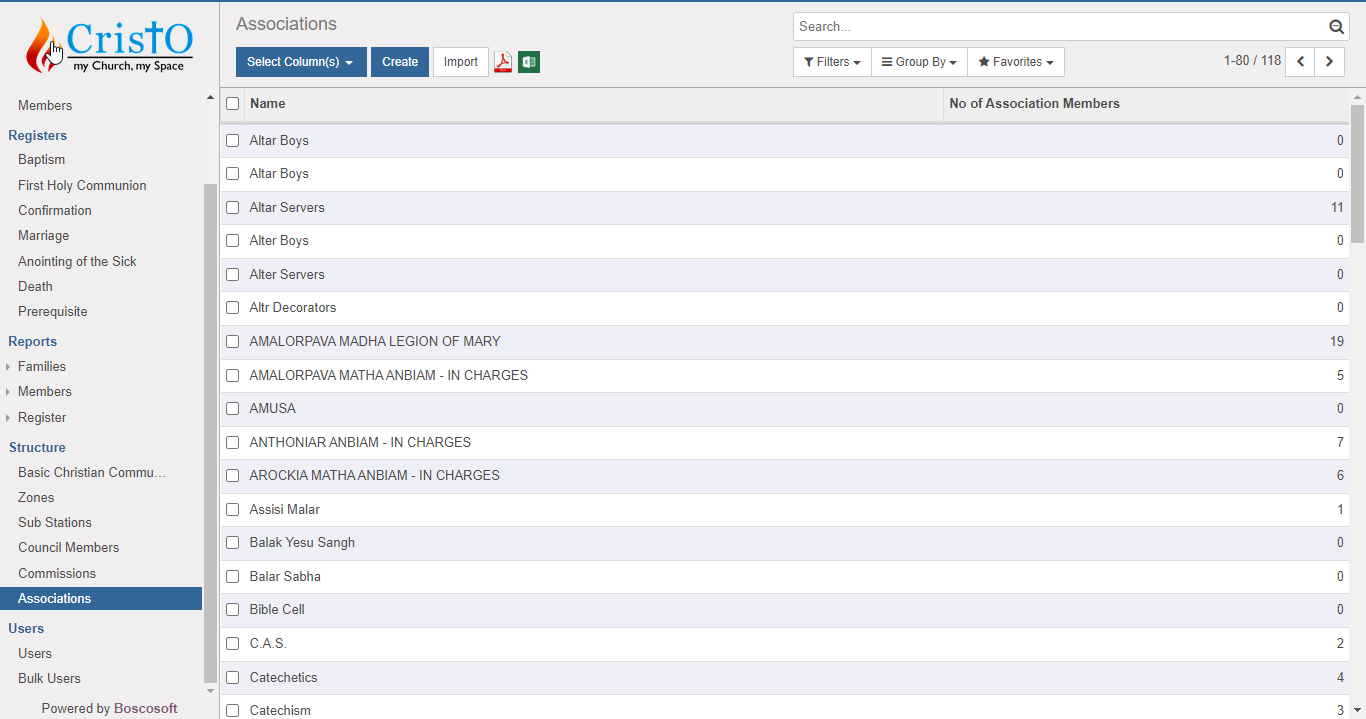 CristO
my Church, my Space
Members
Registers
Baptism
First Holy Communion
Confirmation
Marriage
Anointing of the Sick
Death
Prerequisite
Reports
Families
Members
Register
Structure
Basic Christian Commu…
Zones
Sub Stations
Council Members
Commissions
Associations
Users
Users
Bulk Users
Powered by Boscosoft
Associations
Search...
Select Column(s) Create Import
Filters Group By Favorites 1-80 / 118
Name No of Association Members
Altar Boys 0
Altar Boys 0
Altar Servers 11
Alter Boys 0
Alter Servers 0
Altr Decorators 0
AMALORPAVA MADHA LEGION OF MARY 19
AMALORPAVA MATHA ANBIAM - IN CHARGES 5
AMUSA 0
ANTHONIAR ANBIAM - IN CHARGES 7
AROCKIA MATHA ANBIAM - IN CHARGES 6
Assisi Malar 1
Balak Yesu Sangh 0
Balar Sabha 0
Bible Cell 0
C.A.S. 2
Catechetics 4
Catechism 3